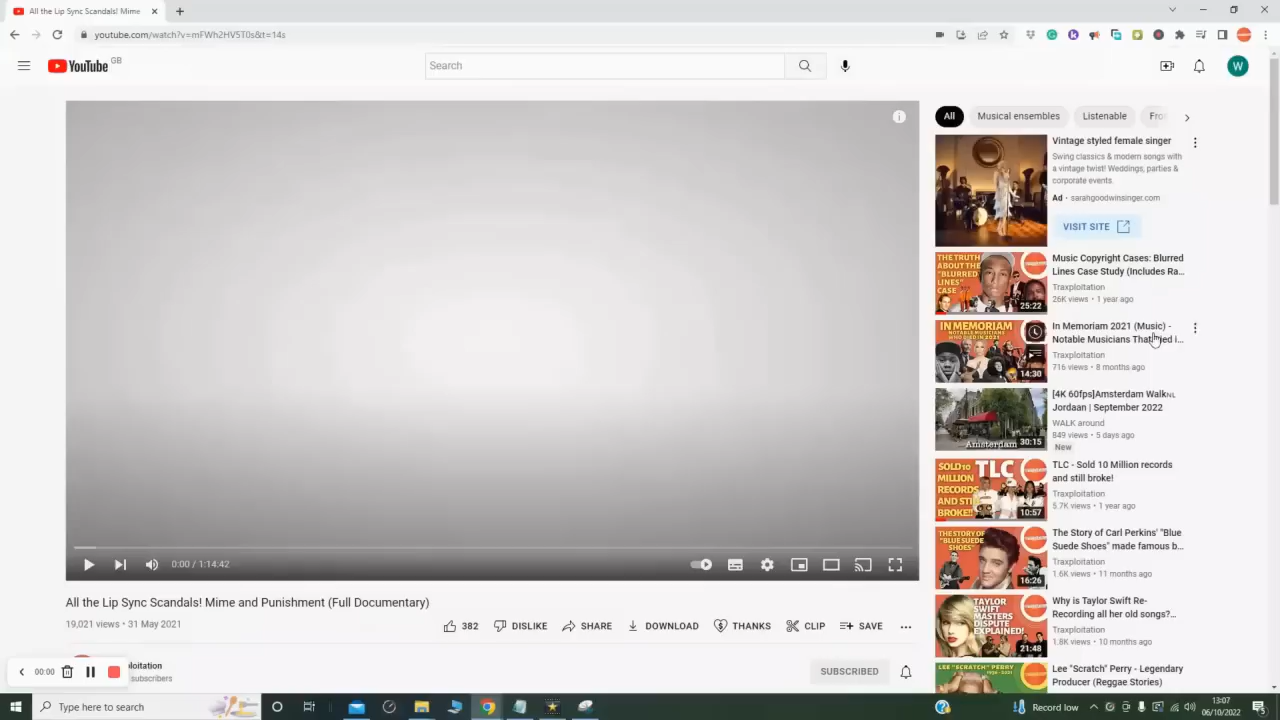 All the Lip Sync Scandals! Mime
youtube.com/watch?v=mFWh2HV5T0s&t=14s
YouTube GB
Search
W
All
Musical ensembles
Listenable
Vintage styled female singer
Swing classics & modern songs with
a vintage twist! Weddings, parties &
corporate events.
Ad · sarahgoodwinsinger.com
VISIT SITE
THE TRUTH
ABOUT THE
"BLURRED
LINES"
CASE
25:22
Music Copyright Cases: Blurred
Lines Case Study (Includes Ra...
Traxploitation
26K views · 1 year ago
IN MEMORIAM
NOTABLE MUSICIANS
WHO DIED IN 2021
14:30
In Memoriam 2021 (Music) -
Notable Musicians That Died i...
Traxploitation
716 views · 8 months ago
Amsterdam
30:15
[4K 60fps]Amsterdam Walk NL
Jordaan | September 2022
WALK around
849 views · 5 days ago
New
SOLD 10
MILLION
RECORDS
AND STILL
BROKE!!
TLC
10:57
TLC - Sold 10 Million records
and still broke!
Traxploitation
5.7K views · 1 year ago
THE STORY OF
"BLUE SUEDE
SHOES"
16:26
The Story of Carl Perkins' "Blue
Suede Shoes" made famous b...
Traxploitation
1.6K views · 11 months ago
TAYLOR
SWIFT
MASTERS
DISPUTE
EXPLAINED!
21:48
Why is Taylor Swift Re-
Recording all her old songs?...
Traxploitation
1.8K views · 10 months ago
LEE "SCRATCH" PERRY
1936-2021
Lee "Scratch" Perry - Legendary
Producer (Reggae Stories)
0:00 / 1:14:42
All the Lip Sync Scandals! Mime and Punishment (Full Documentary)
19,021 views · 31 May 2021
382
DISLIKE
SHARE
DOWNLOAD
THANKS
CLIP
SAVE
ploitation
subscribers
SUBSCRIBED
00:00
Type here to search
Record low
13:07
06/10/2022
5